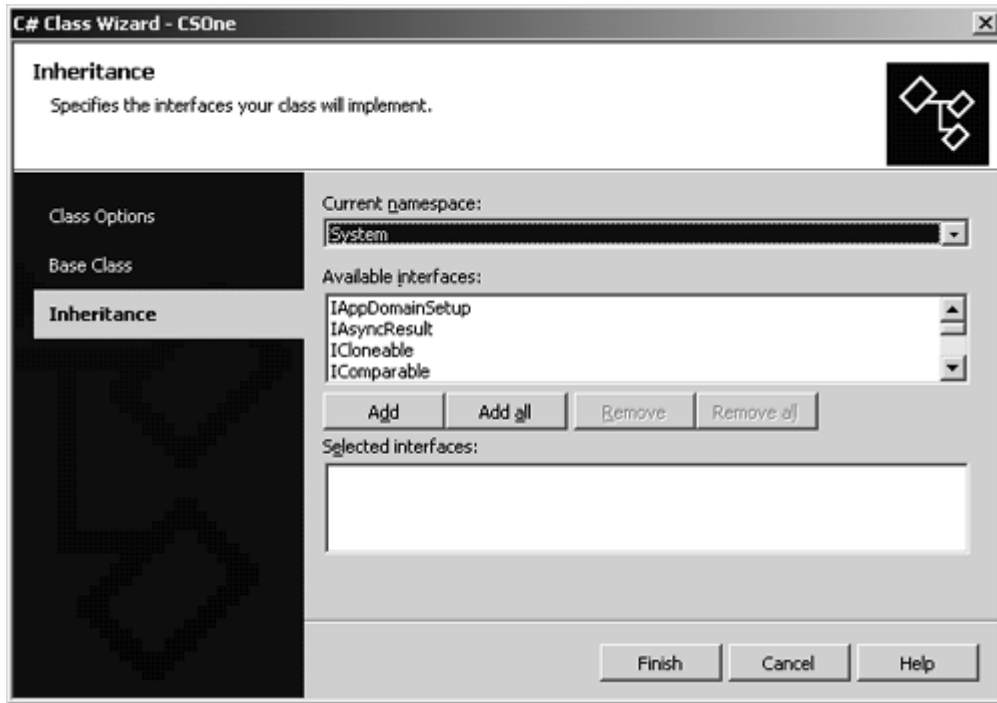 C# Class Wizard - CSOne
Inheritance
Specifies the interfaces your class will implement.
Class Options
Base Class
Inheritance
Current namespace:
System
Available interfaces:
IAppDomainSetup
IAsyncResult
ICloneable
IComparable
Add
Add all
Remove
Remove all
Selected interfaces:
Finish
Cancel
Help